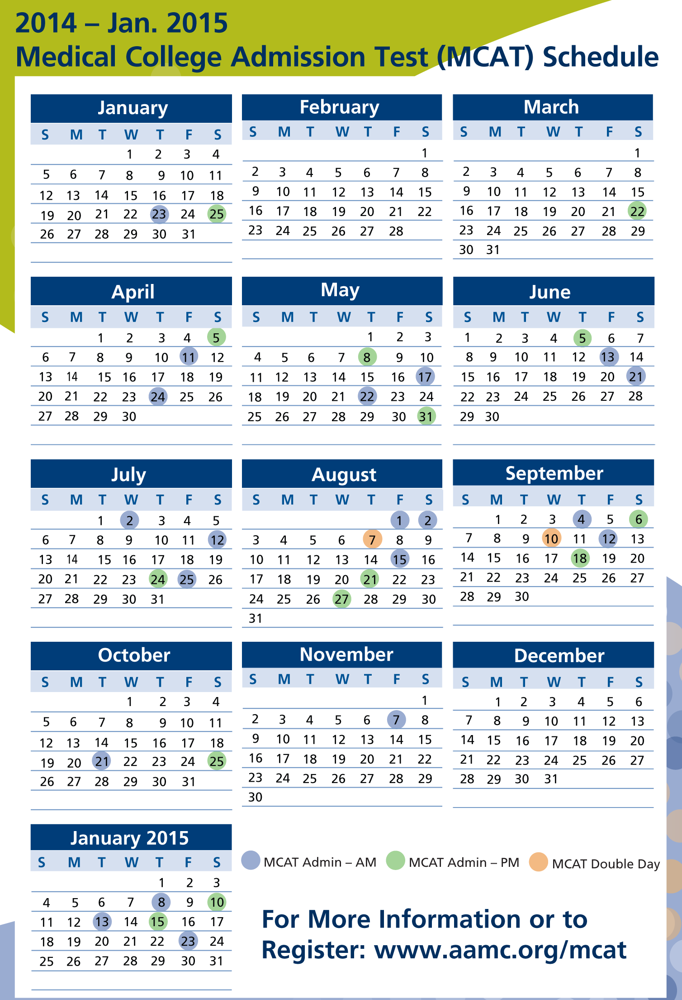 2014 – Jan. 2015
Medical College Admission Test (MCAT) Schedule
January
S M T W T F S
1 2 3 4
5 6 7 8 9 10 11
12 13 14 15 16 17 18
19 20 21 22 23 24 25
26 27 28 29 30 31
February
S M T W T F S
1
2 3 4 5 6 7 8
9 10 11 12 13 14 15
16 17 18 19 20 21 22
23 24 25 26 27 28
March
S M T W T F S
1
2 3 4 5 6 7 8
9 10 11 12 13 14 15
16 17 18 19 20 21 22
23 24 25 26 27 28 29
30 31
April
S M T W T F S
1 2 3 4 5
6 7 8 9 10 11 12
13 14 15 16 17 18 19
20 21 22 23 24 25 26
27 28 29 30
May
S M T W T F S
1 2 3
4 5 6 7 8 9 10
11 12 13 14 15 16 17
18 19 20 21 22 23 24
25 26 27 28 29 30 31
June
S M T W T F S
1 2 3 4 5 6 7
8 9 10 11 12 13 14
15 16 17 18 19 20 21
22 23 24 25 26 27 28
29 30
July
S M T W T F S
1 2 3 4 5
6 7 8 9 10 11 12
13 14 15 16 17 18 19
20 21 22 23 24 25 26
27 28 29 30 31
August
S M T W T F S
1 2
3 4 5 6 7 8 9
10 11 12 13 14 15 16
17 18 19 20 21 22 23
24 25 26 27 28 29 30
31
September
S M T W T F S
1 2 3 4 5 6
7 8 9 10 11 12 13
14 15 16 17 18 19 20
21 22 23 24 25 26 27
28 29 30
October
S M T W T F S
1 2 3 4
5 6 7 8 9 10 11
12 13 14 15 16 17 18
19 20 21 22 23 24 25
26 27 28 29 30 31
November
S M T W T F S
1
2 3 4 5 6 7 8
9 10 11 12 13 14 15
16 17 18 19 20 21 22
23 24 25 26 27 28 29
30
December
S M T W T F S
1 2 3 4 5 6
7 8 9 10 11 12 13
14 15 16 17 18 19 20
21 22 23 24 25 26 27
28 29 30 31
January 2015
S M T W T F S
1 2 3
4 5 6 7 8 9 10
11 12 13 14 15 16 17
18 19 20 21 22 23 24
25 26 27 28 29 30 31
MCAT Admin – AM MCAT Admin – PM MCAT Double Day
For More Information or to
Register: www.aamc.org/mcat